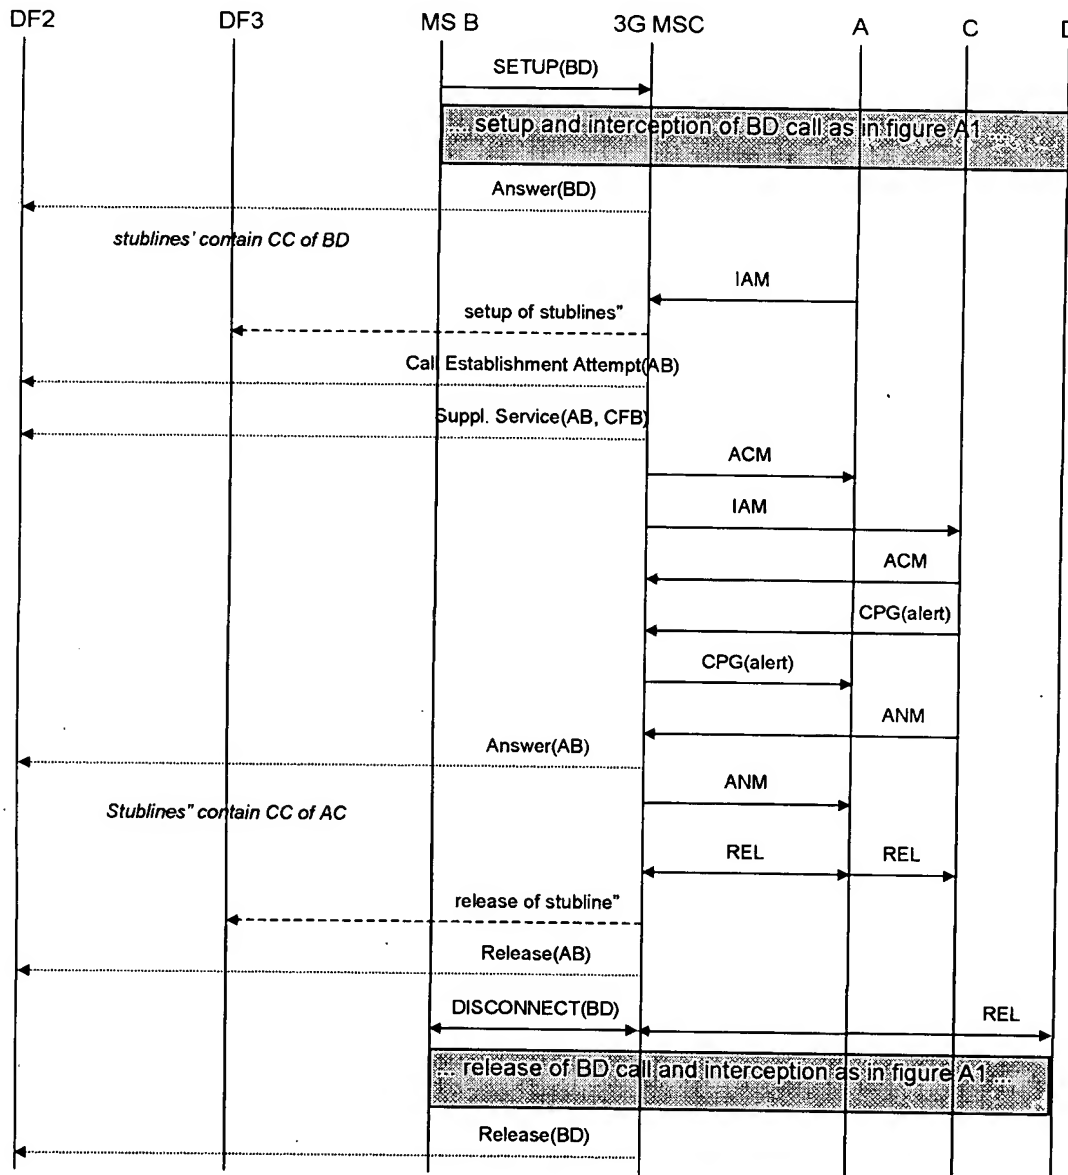 DF2 DF3 MS B 3G MSC A C D
SETUP(BD)
... setup and interception of BD call as in figure A1 ...
Answer(BD)
stublines' contain CC of BD
IAM
setup of stublines"
Call Establishment Attempt(AB)
Suppl. Service(AB, CFB)
ACM
IAM
ACM
CPG(alert)
CPG(alert)
ANM
Answer(AB)
ANM
Stublines" contain CC of AC
REL REL
release of stubline"
Release(AB)
DISCONNECT(BD) REL
... release of BD call and interception as in figure A1 ...
Release(BD)